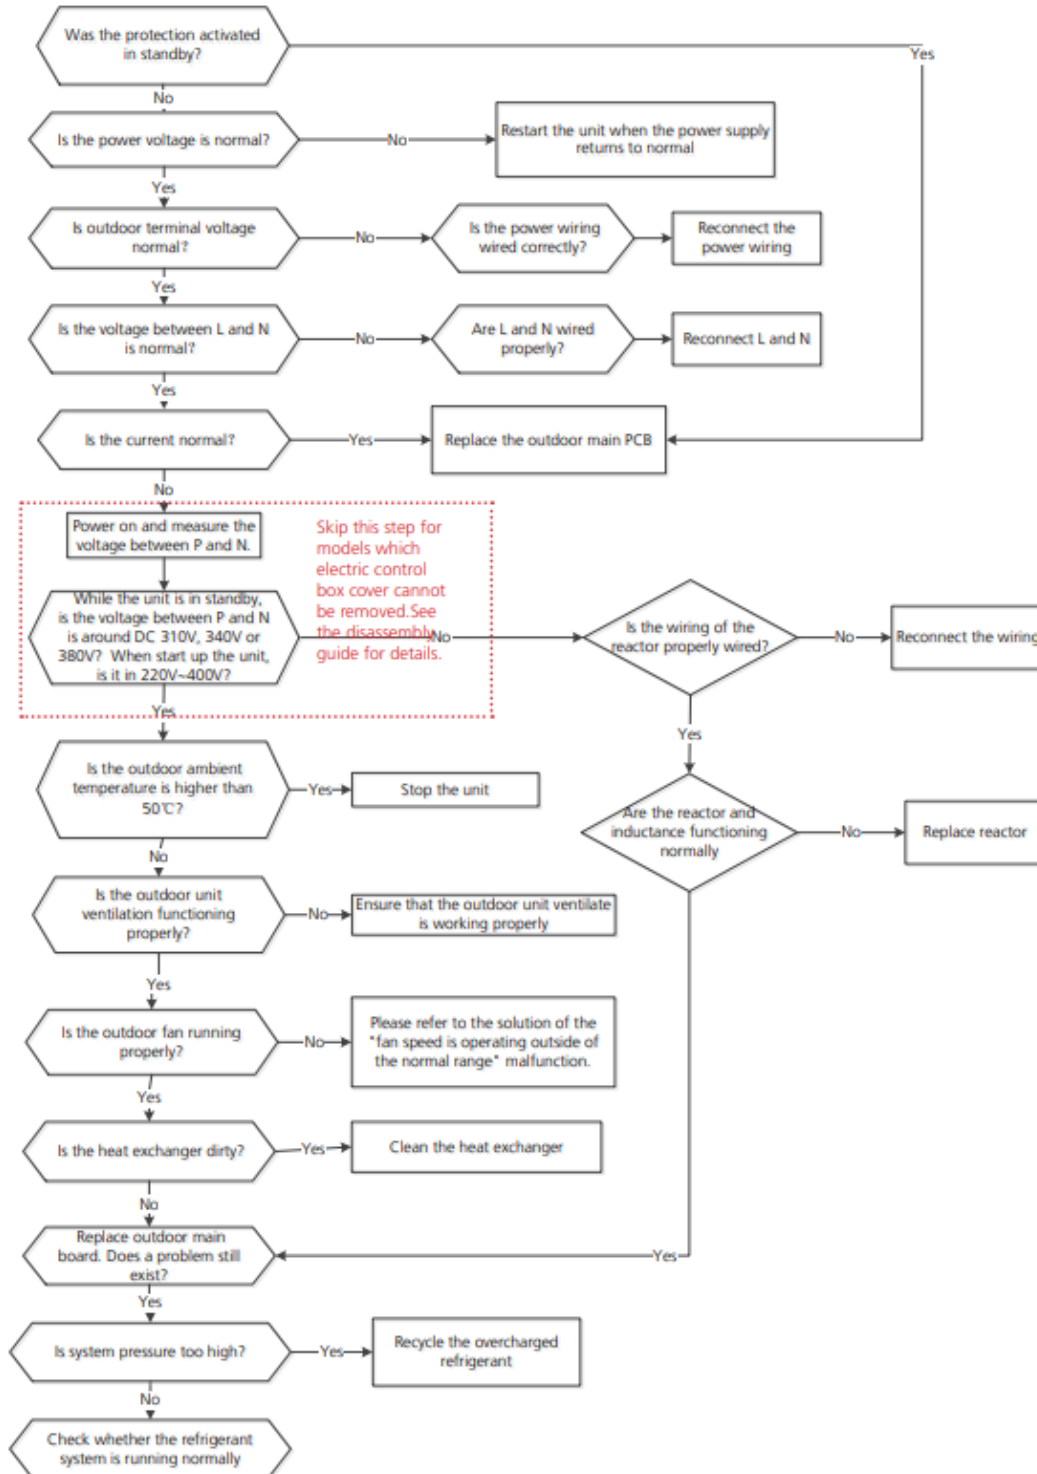 Was the protection activated
in standby?
Yes
No
Is the power voltage is normal?
No
Restart the unit when the power supply
returns to normal
Yes
Is outdoor terminal voltage
normal?
No
Is the power wiring
wired correctly?
Reconnect the
power wiring
Yes
Is the voltage between L and N
is normal?
No
Are L and N wired
properly?
Reconnect L and N
Yes
Is the current normal?
Yes
Replace the outdoor main PCB
No
Power on and measure the
voltage between P and N.
Skip this step for
models which
electric control
box cover cannot
be removed.See
the disassembly
guide for details.
While the unit is in standby,
is the voltage between P and N
is around DC 310V, 340V or
380V? When start up the unit,
is it in 220V~400V?
No
Is the wiring of the
reactor properly wired?
No
Reconnect the wiring
Yes
Yes
Is the outdoor ambient
temperature is higher than
50℃?
Yes
Stop the unit
Are the reactor and
inductance functioning
normally
No
Replace reactor
No
Is the outdoor unit
ventilation functioning
properly?
No
Ensure that the outdoor unit ventilate
is working properly
Yes
Is the outdoor fan running
properly?
No
Please refer to the solution of the
"fan speed is operating outside of
the normal range" malfunction.
Yes
Is the heat exchanger dirty?
Yes
Clean the heat exchanger
No
Replace outdoor main
board. Does a problem still
exist?
Yes
Yes
Is system pressure too high?
Yes
Recycle the overcharged
refrigerant
No
Check whether the refrigerant
system is running normally